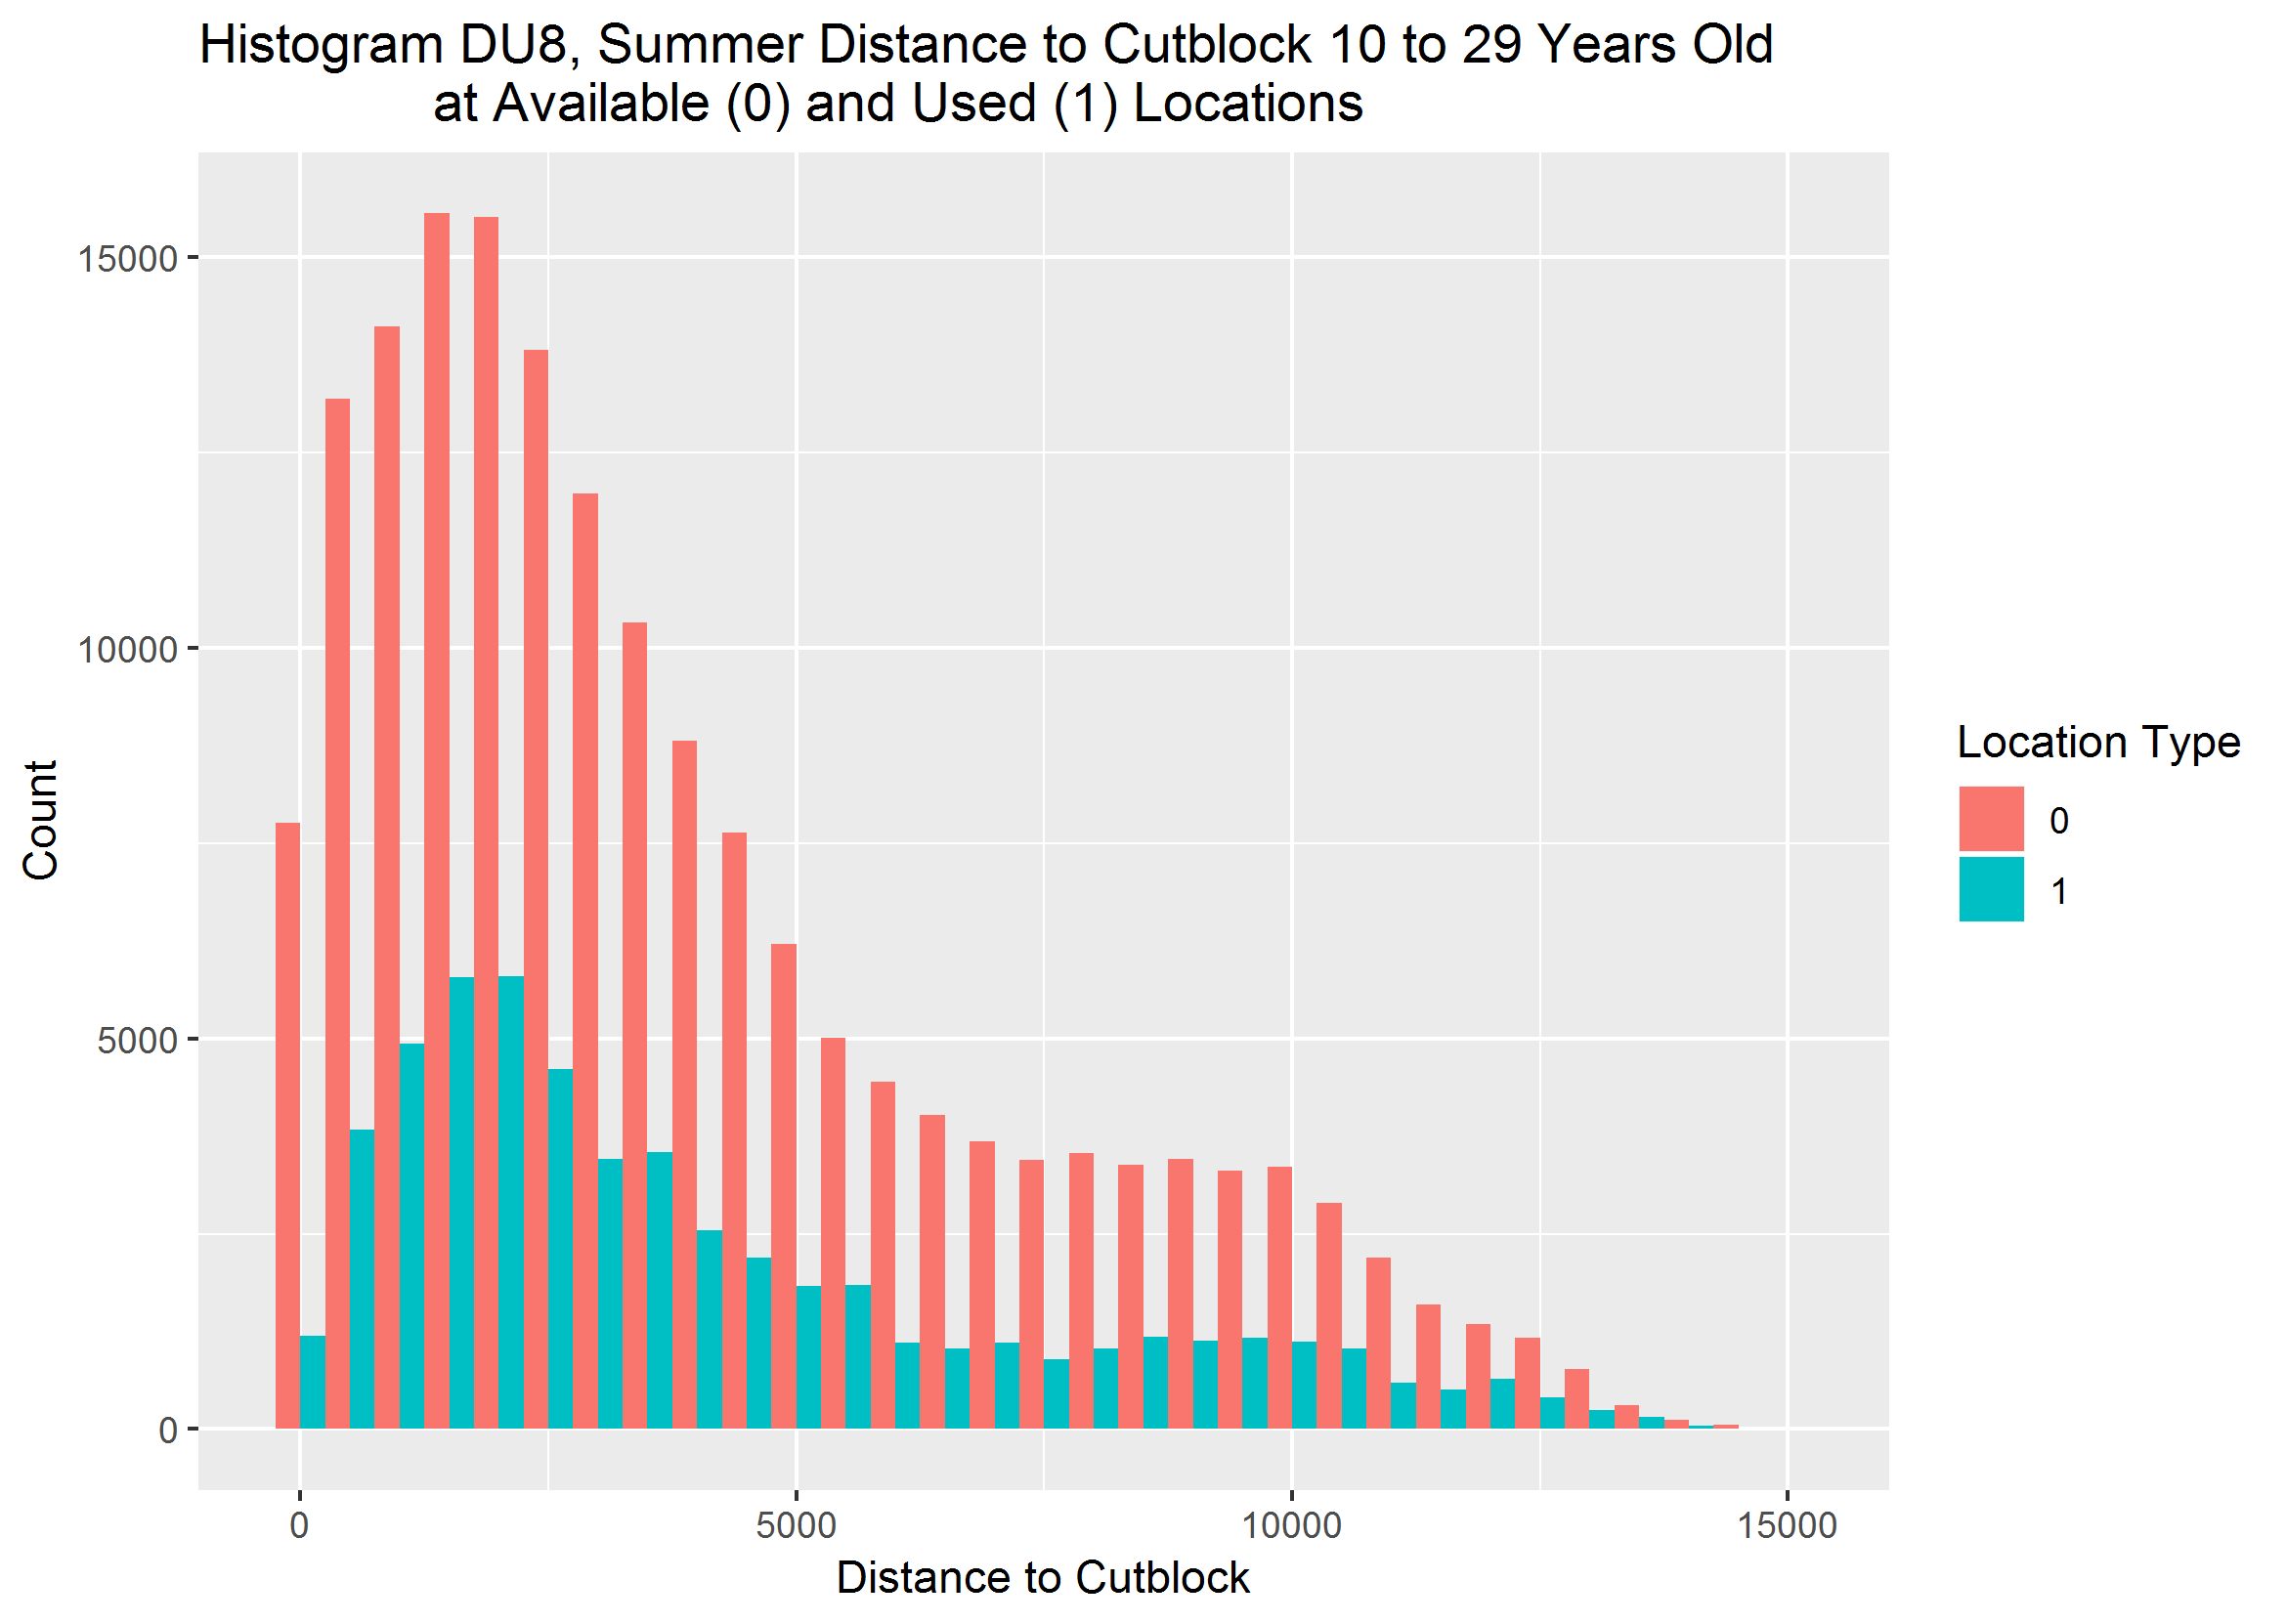 Histogram DU8, Summer Distance to Cutblock 10 to 29 Years Old
at Available (0) and Used (1) Locations
Count
15000
10000
5000
0
0
5000
10000
15000
Distance to Cutblock
Location Type
0
1